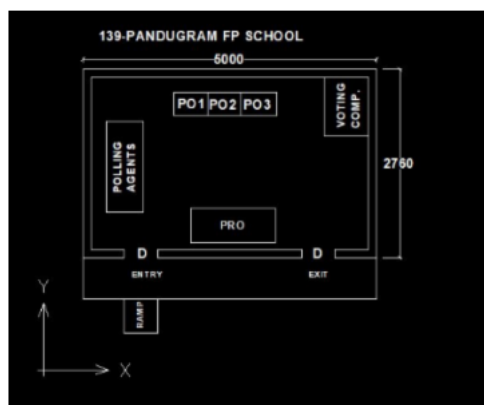 139-PANDUGRAM FP SCHOOL
5000
PO1 PO2 PO3
VOTING
COMP.
POLLING
AGENTS
2760
PRO
D D
ENTRY EXIT
RAMP
Y
X